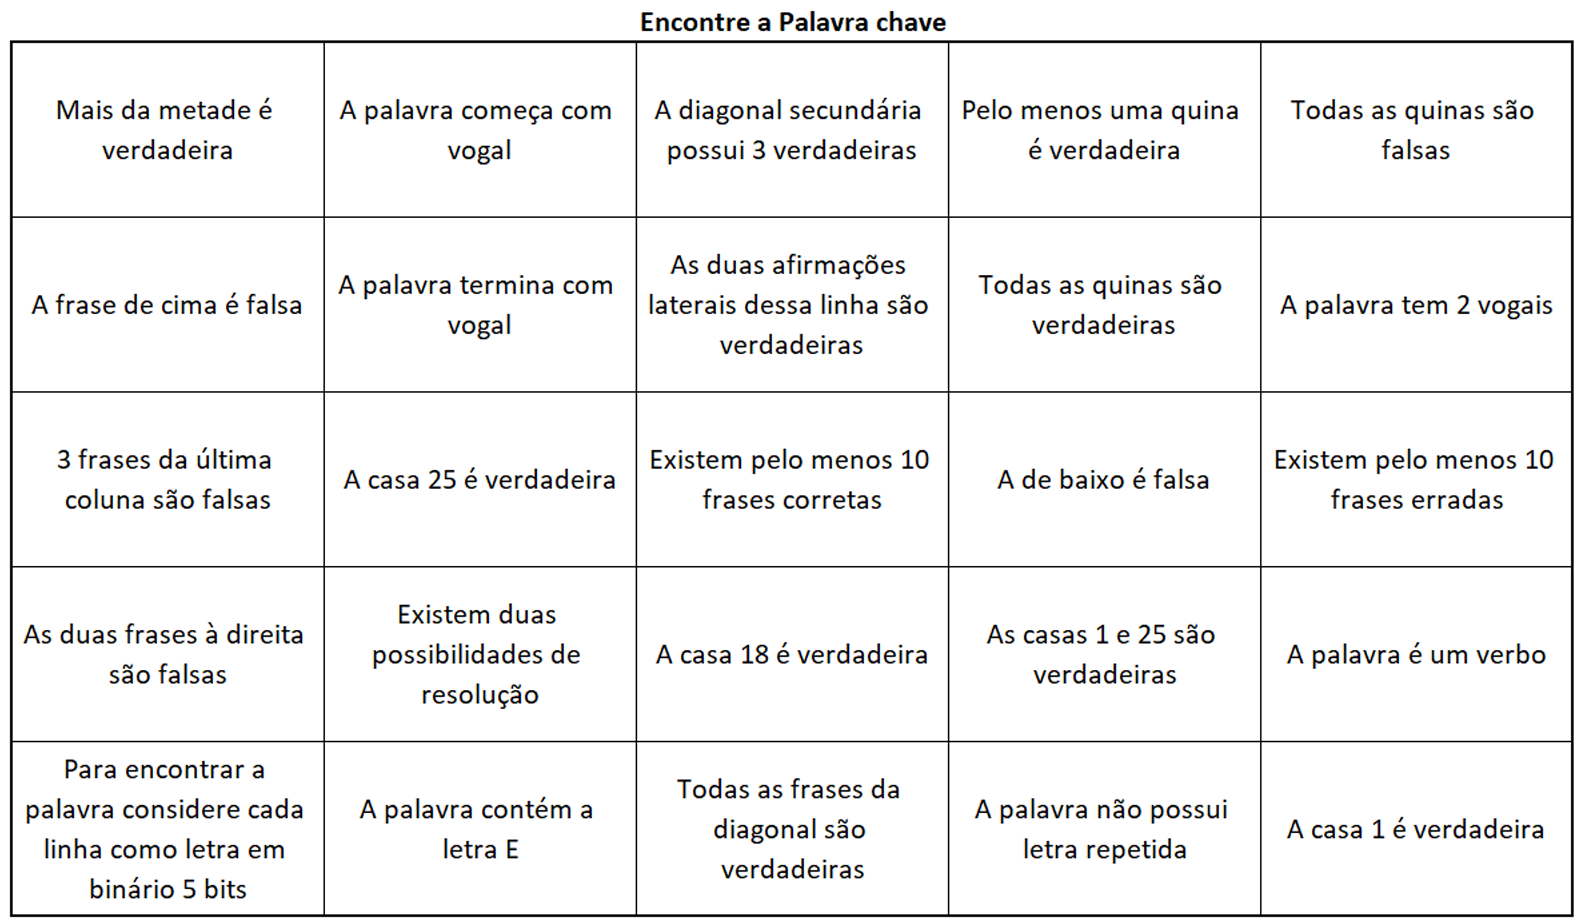 Encontre a Palavra chave
Mais da metade é
verdadeira
A palavra começa com
vogal
A diagonal secundária
possui 3 verdadeiras
Pelo menos uma quina
é verdadeira
Todas as quinas são
falsas
A frase de cima é falsa
A palavra termina com
vogal
As duas afirmações
laterais dessa linha são
verdadeiras
Todas as quinas são
verdadeiras
A palavra tem 2 vogais
3 frases da última
coluna são falsas
A casa 25 é verdadeira
Existem pelo menos 10
frases corretas
A de baixo é falsa
Existem pelo menos 10
frases erradas
As duas frases à direita
são falsas
Existem duas
possibilidades de
resolução
A casa 18 é verdadeira
As casas 1 e 25 são
verdadeiras
A palavra é um verbo
Para encontrar a
palavra considere cada
linha como letra em
binário 5 bits
A palavra contém a
letra E
Todas as frases da
diagonal são
verdadeiras
A palavra não possui
letra repetida
A casa 1 é verdadeira